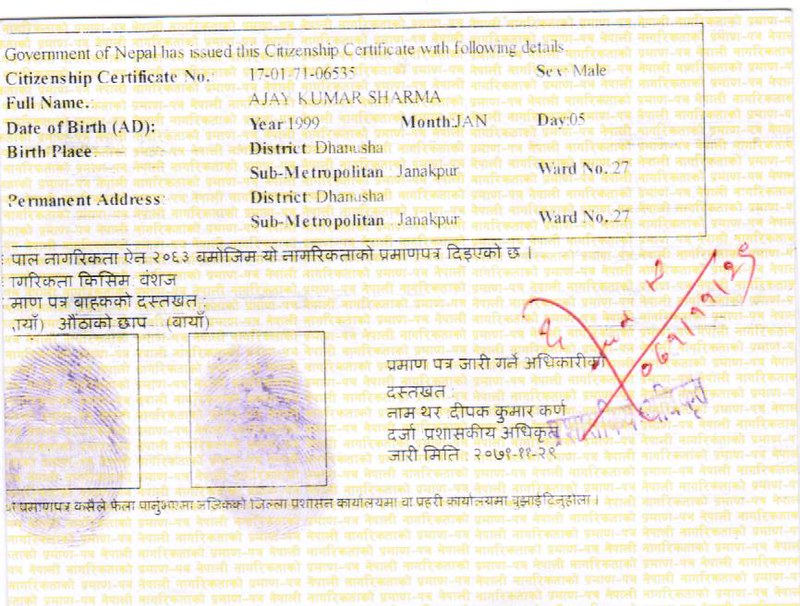 Government of Nepal has issued this Citizenship Certificate with following details
Citizenship Certificate No.: 17-01-71-06535 Sex: Male
Full Name.: AJAY KUMAR SHARMA
Date of Birth (AD): Year 1999 Month:JAN Day:05
Birth Place: District Dhanusha
Sub-Metropolitan Janakpur Ward No. 27
Permanent Address: District Dhanusha
Sub-Metropolitan Janakpur Ward No. 27
पाल नागरिकता ऐन २०६३ बमोजिम यो नागरिकताको प्रमाणपत्र दिइएको छ ।
गरिकता किसिम वंशज
माण पत्र बाहकको दस्तखत :
ायाँ) औंठाको छाप (बायाँ)
प्रमाण पत्र जारी गर्ने अधिकारीको
दस्तखत :
नाम थर दीपक कुमार कर्ण
दर्जा प्रशासकीय अधिकृत
जारी मिति : २०७१-११-२९
प्रमाणपत्र कसैले फेला पार्नुभएमा नजिकको जिल्ला प्रशासन कार्यालयमा वा प्रहरी कार्यालयमा बुझाईदिनुहोला ।